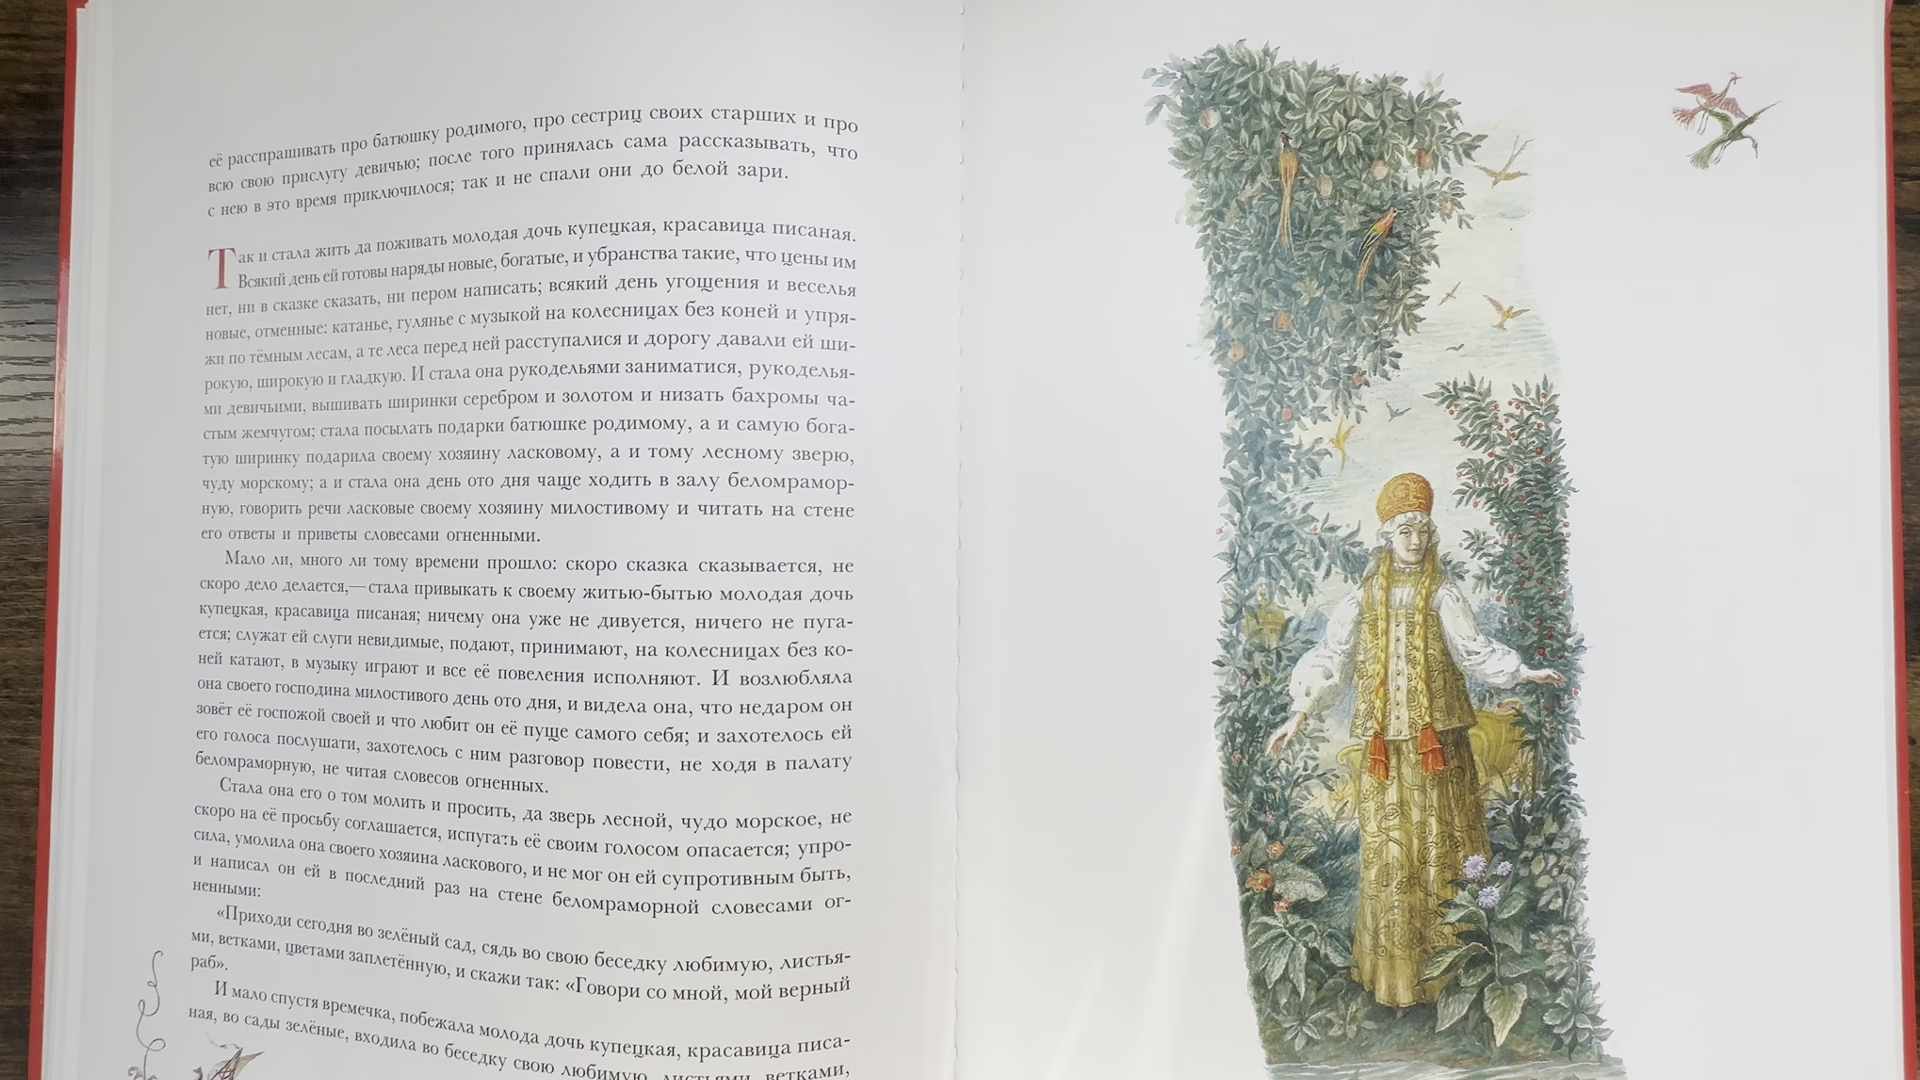 её расспрашивать про батюшку родимого, про сестриц своих старших и про
всю свою прислугу девичью; после того принялась сама рассказывать, что
с нею в это время приключилося; так и не спали они до белой зари.
Так и стала жить да поживать молодая дочь купецкая, красавица писаная.
Всякий день ей готовы наряды новые, богатые, и убранства такие, что цены им
нет, ни в сказке сказать, ни пером написать; всякий день угощения и веселья
новые, отменные: катанье, гулянье с музыкой на колесницах без коней и упря-
жи по тёмным лесам, а те леса перед ней расступалися и дорогу давали ей ши-
рокую, широкую и гладкую. И стала она рукодельями заниматися, рукоделья-
ми девичьими, вышивать ширинки серебром и золотом и низать бахромы ча-
стым жемчугом; стала посылать подарки батюшке родимому, а и самую бога-
тую ширинку подарила своему хозяину ласковому, а и тому лесному зверю,
чуду морскому; а и стала она день ото дня чаще ходить в залу беломрамор-
ную, говорить речи ласковые своему хозяину милостивому и читать на стене
его ответы и приветы словесами огненными.
Мало ли, много ли тому времени прошло: скоро сказка сказывается, не
скоро дело делается,—стала привыкать к своему житью-бытью молодая дочь
купецкая, красавица писаная; ничему она уже не дивуется, ничего не пуга-
ется; служат ей слуги невидимые, подают, принимают, на колесницах без ко-
ней катают, в музыку играют и все её повеления исполняют. И возлюбляла
она своего господина милостивого день ото дня, и видела она, что недаром он
зовёт её госпожой своей и что любит он её пуще самого себя; и захотелось ей
его голоса послушати, захотелось с ним разговор повести, не ходя в палату
беломраморную, не читая словесов огненных.
Стала она его о том молить и просить, да зверь лесной, чудо морское, не
скоро на её просьбу соглашается, испугать её своим голосом опасается; упро-
сила, умолила она своего хозяина ласкового, и не мог он ей супротивным быть,
и написал он ей в последний раз на стене беломраморной словесами ог-
ненными:
«Приходи сегодня во зелёный сад, сядь во свою беседку любимую, листья-
ми, ветками, цветами заплетённую, и скажи так: «Говори со мной, мой верный
раб».
И мало спустя времечка, побежала молода дочь купецкая, красавица писа-
ная, во сады зелёные, входила во беседку свою любимую, листьями, ветками,